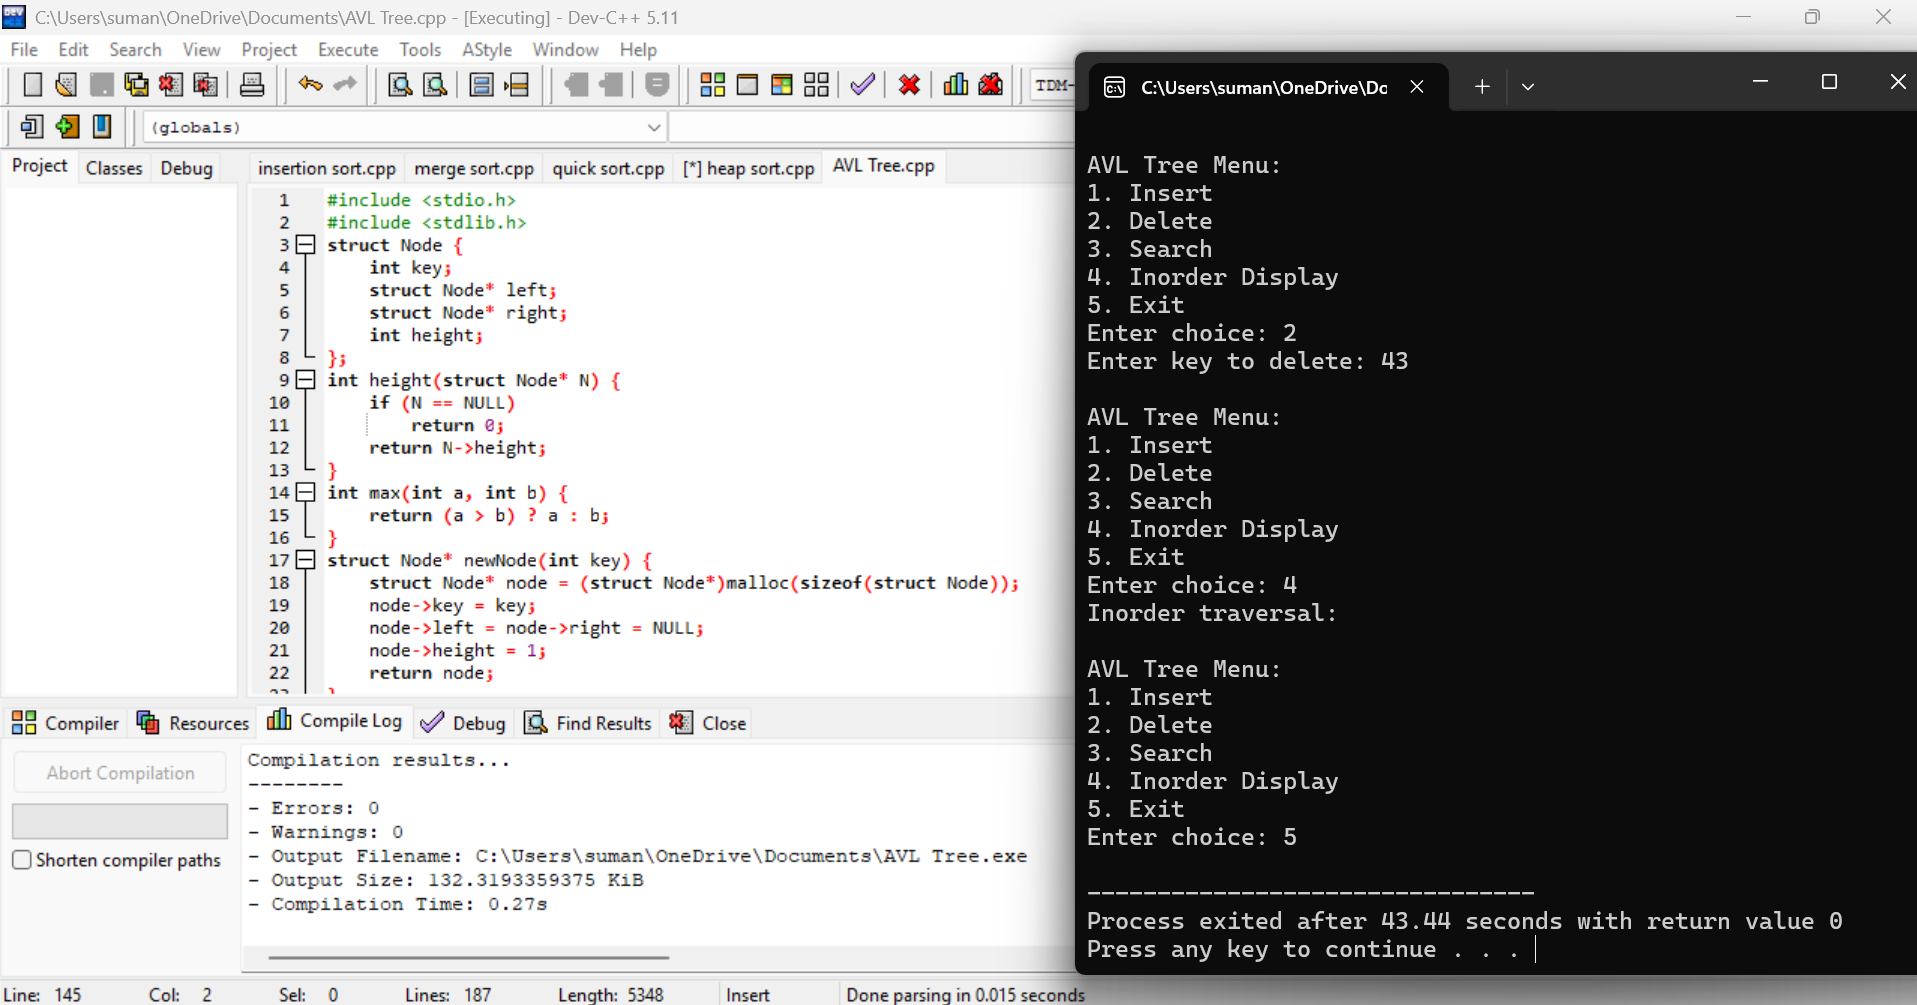 C:\Users\suman\OneDrive\Documents\AVL Tree.cpp - [Executing] - Dev-C++ 5.11
File Edit Search View Project Execute Tools AStyle Window Help
TDM-
(globals)
Project Classes Debug
insertion sort.cpp merge sort.cpp quick sort.cpp [*] heap sort.cpp AVL Tree.cpp
1 #include <stdio.h>
2 #include <stdlib.h>
3 struct Node {
4 int key;
5 struct Node* left;
6 struct Node* right;
7 int height;
8 };
9 int height(struct Node* N) {
10 if (N == NULL)
11 return 0;
12 return N->height;
13 }
14 int max(int a, int b) {
15 return (a > b) ? a : b;
16 }
17 struct Node* newNode(int key) {
18 struct Node* node = (struct Node*)malloc(sizeof(struct Node));
19 node->key = key;
20 node->left = node->right = NULL;
21 node->height = 1;
22 return node;
23 }
Compiler Resources Compile Log Debug Find Results Close
Abort Compilation
Shorten compiler paths
Compilation results...
--------
- Errors: 0
- Warnings: 0
- Output Filename: C:\Users\suman\OneDrive\Documents\AVL Tree.exe
- Output Size: 132.3193359375 KiB
- Compilation Time: 0.27s
Line: 145 Col: 2 Sel: 0 Lines: 187 Length: 5348 Insert Done parsing in 0.015 seconds
C:\Users\suman\OneDrive\Do
AVL Tree Menu:
1. Insert
2. Delete
3. Search
4. Inorder Display
5. Exit
Enter choice: 2
Enter key to delete: 43
AVL Tree Menu:
1. Insert
2. Delete
3. Search
4. Inorder Display
5. Exit
Enter choice: 4
Inorder traversal:
AVL Tree Menu:
1. Insert
2. Delete
3. Search
4. Inorder Display
5. Exit
Enter choice: 5
--------------------------------
Process exited after 43.44 seconds with return value 0
Press any key to continue . . .